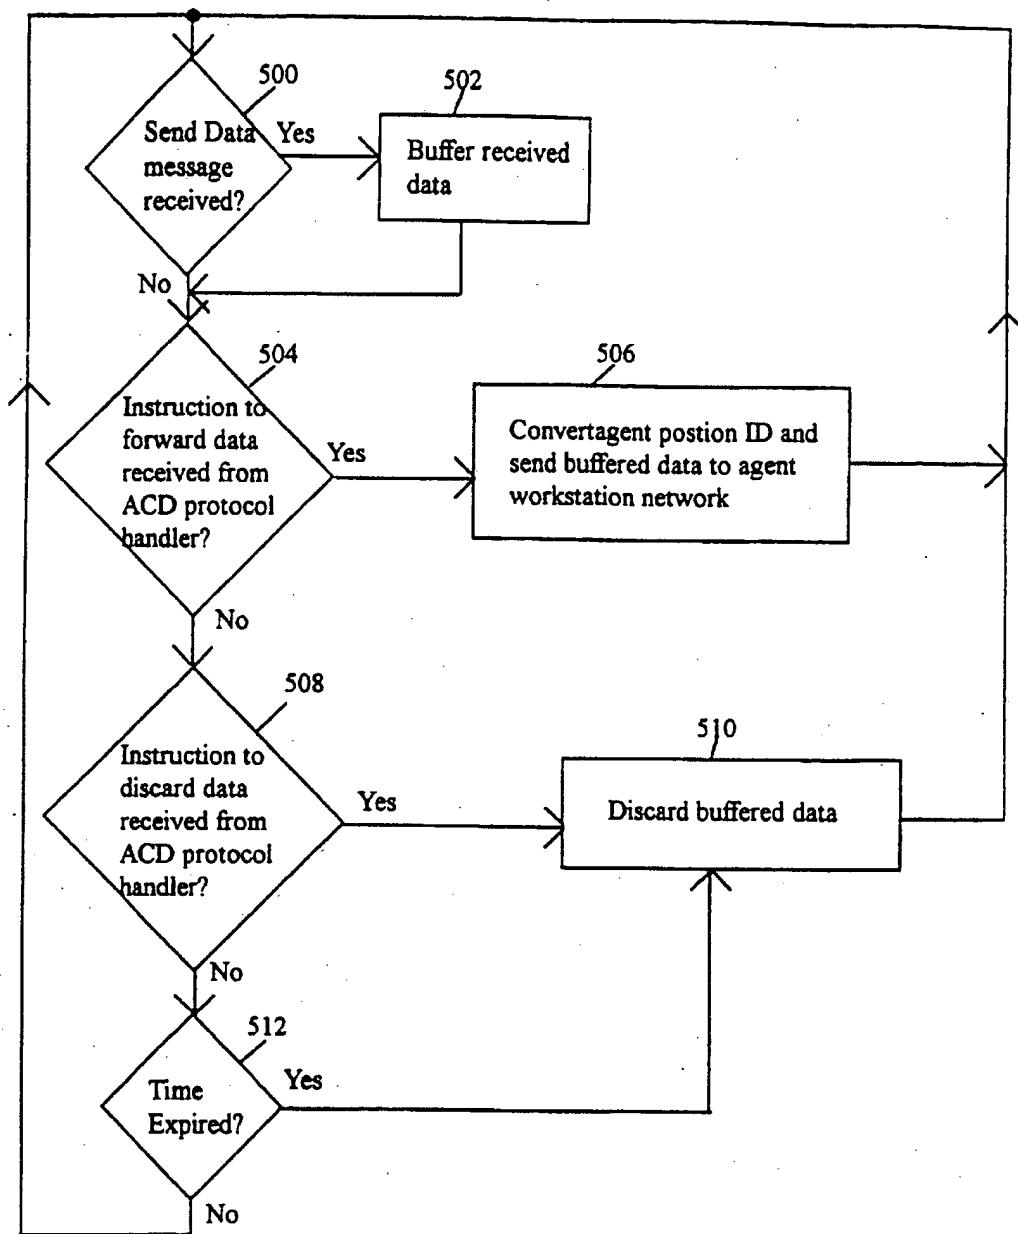 500
502
Send Data
message
received?
Yes
Buffer received
data
No
504
506
Instruction to
forward data
received from
ACD protocol
handler?
Yes
Convertagent postion ID and
send buffered data to agent
workstation network
No
508
510
Instruction to
discard data
received from
ACD protocol
handler?
Yes
Discard buffered data
No
512
Time
Expired?
Yes
No